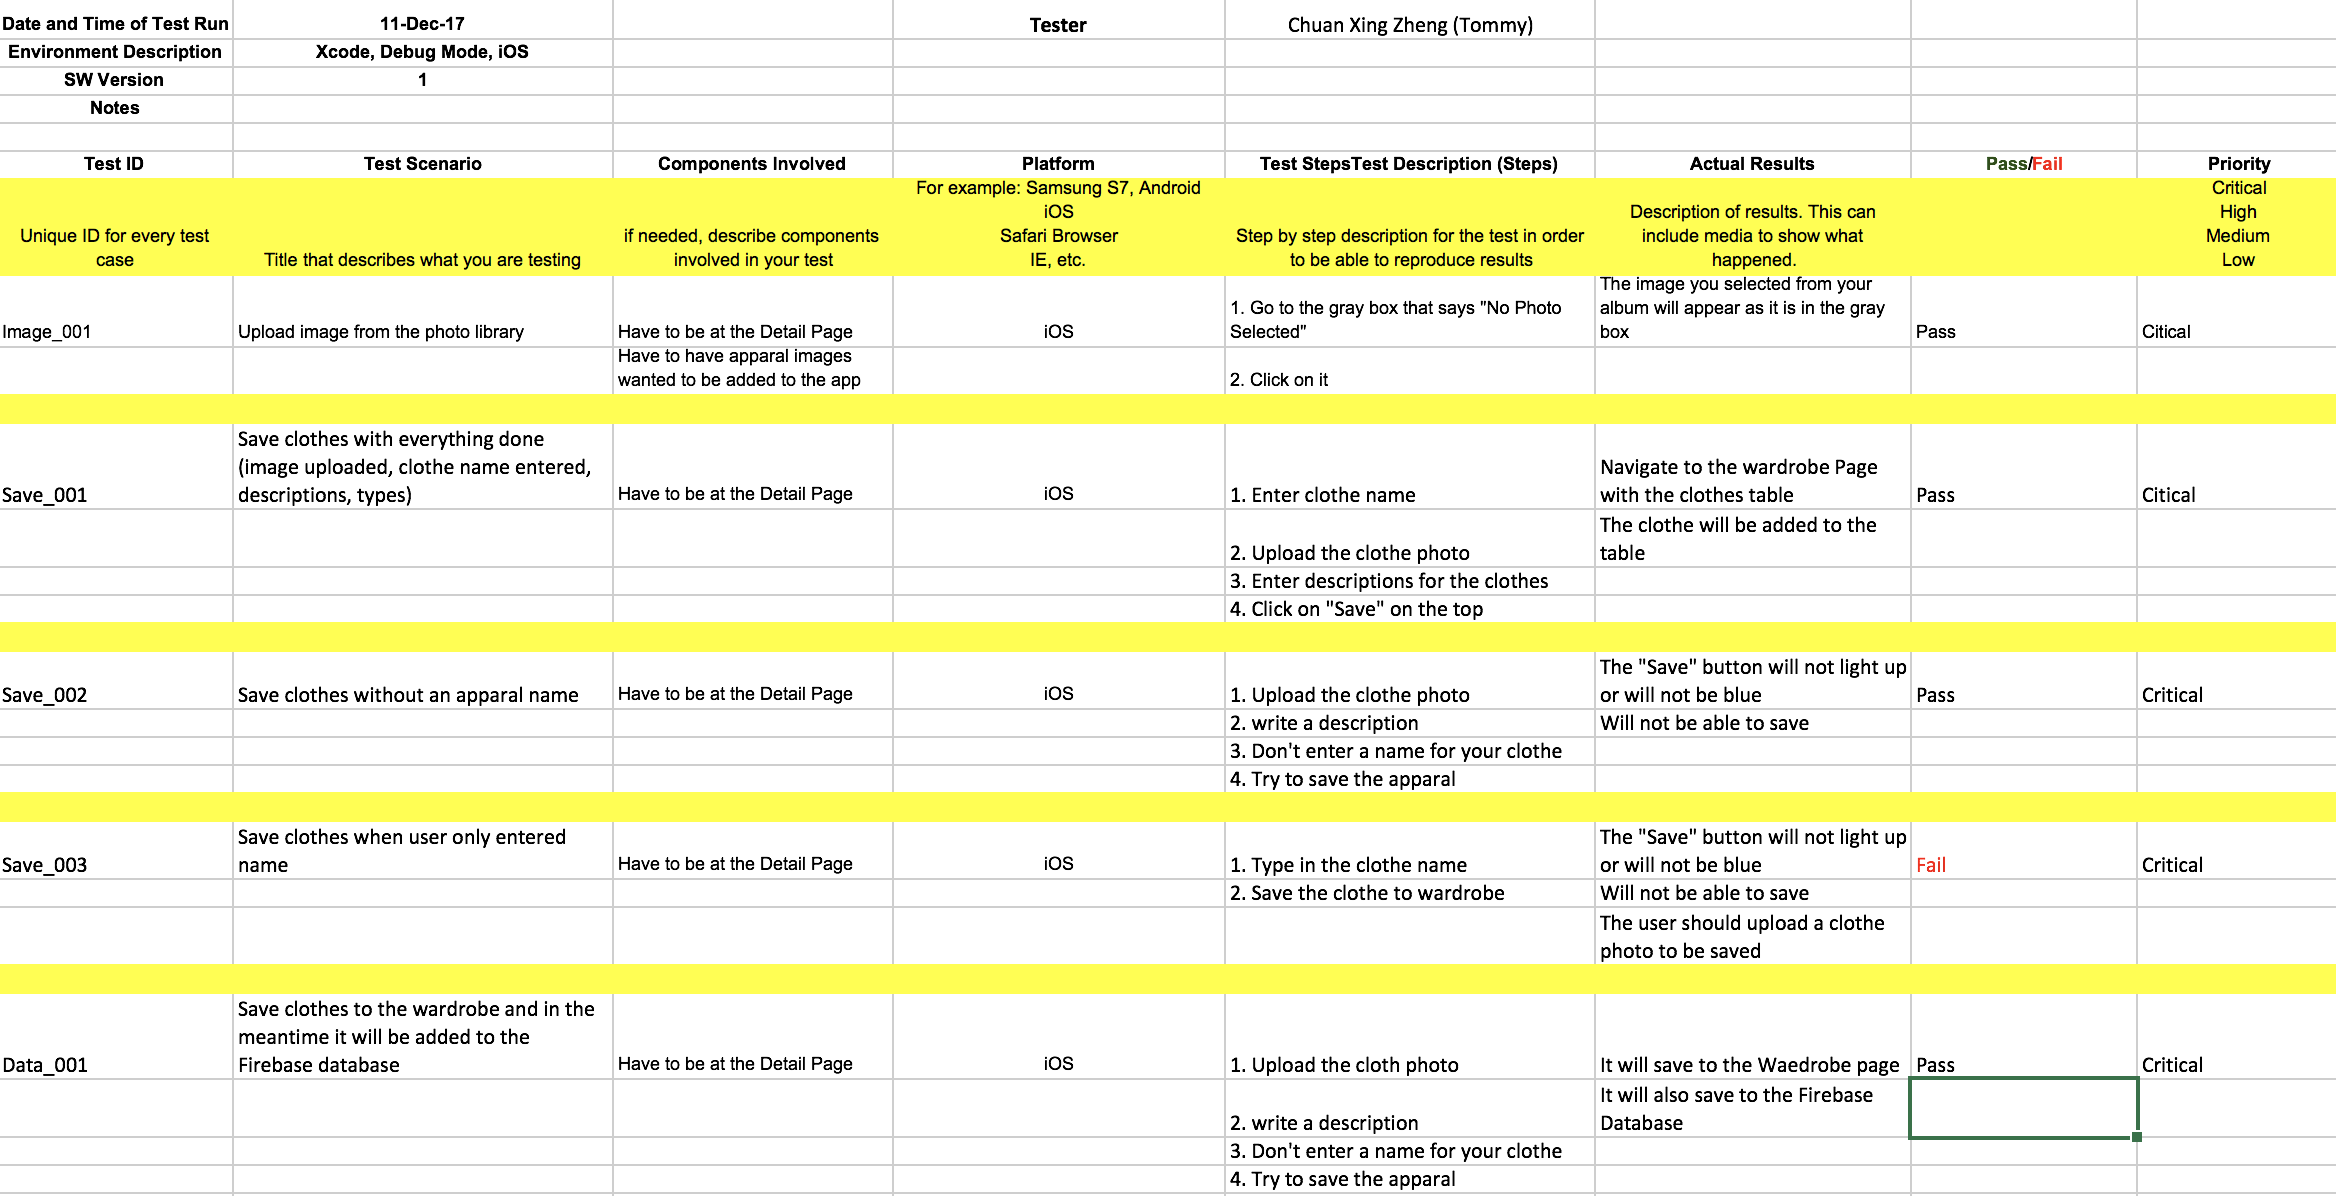 Date and Time of Test Run 11-Dec-17 Tester Chuan Xing Zheng (Tommy)
Environment Description Xcode, Debug Mode, iOS
SW Version 1
Notes
Test ID Test Scenario Components Involved Platform Test StepsTest Description (Steps) Actual Results Pass/Fail Priority
Unique ID for every test
case
Title that describes what you are testing
if needed, describe components
involved in your test
For example: Samsung S7, Android
iOS
Safari Browser
IE, etc.
Step by step description for the test in order
to be able to reproduce results
Description of results. This can
include media to show what
happened.
Critical
High
Medium
Low
Image_001
Upload image from the photo library
Have to be at the Detail Page
iOS
1. Go to the gray box that says "No Photo
Selected"
The image you selected from your
album will appear as it is in the gray
box
Pass
Citical
Have to have apparal images
wanted to be added to the app
2. Click on it
Save_001
Save clothes with everything done
(image uploaded, clothe name entered,
descriptions, types)
Have to be at the Detail Page
iOS
1. Enter clothe name
Navigate to the wardrobe Page
with the clothes table
Pass
Citical
2. Upload the clothe photo
The clothe will be added to the
table
3. Enter descriptions for the clothes
4. Click on "Save" on the top
Save_002
Save clothes without an apparal name
Have to be at the Detail Page
iOS
1. Upload the clothe photo
The "Save" button will not light up
or will not be blue
Pass
Critical
2. write a description
Will not be able to save
3. Don't enter a name for your clothe
4. Try to save the apparal
Save_003
Save clothes when user only entered
name
Have to be at the Detail Page
iOS
1. Type in the clothe name
The "Save" button will not light up
or will not be blue
Fail
Critical
2. Save the clothe to wardrobe
Will not be able to save
The user should upload a clothe
photo to be saved
Data_001
Save clothes to the wardrobe and in the
meantime it will be added to the
Firebase database
Have to be at the Detail Page
iOS
1. Upload the cloth photo
It will save to the Waedrobe page
Pass
Critical
2. write a description
It will also save to the Firebase
Database
3. Don't enter a name for your clothe
4. Try to save the apparal